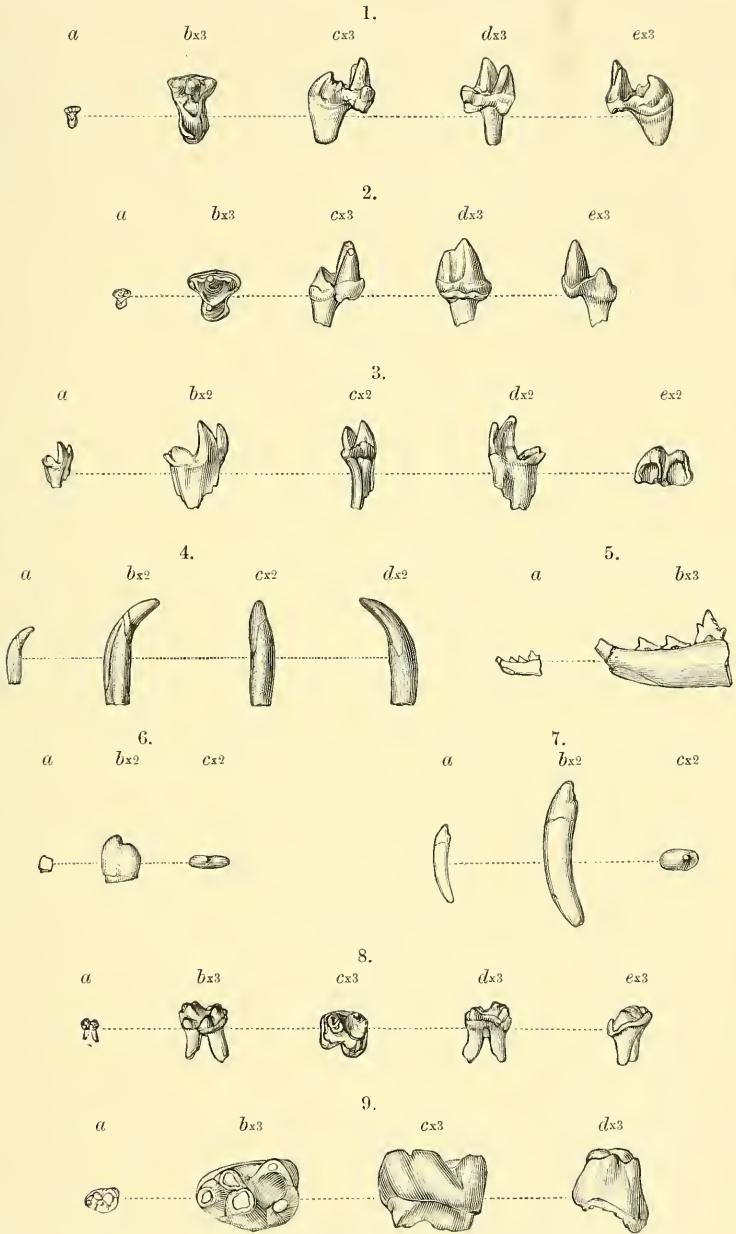 1.
a bx3 cx3 dx3 ex3
2.
a bx3 cx3 dx3 ex3
3.
a bx2 cx2 dx2 ex2
4.
a bx2 cx2 dx2
5.
a bx3
6.
a bx2 cx2
7.
a bx2 cx2
8.
a bx3 cx3 dx3 ex3
9.
a bx3 cx3 dx3